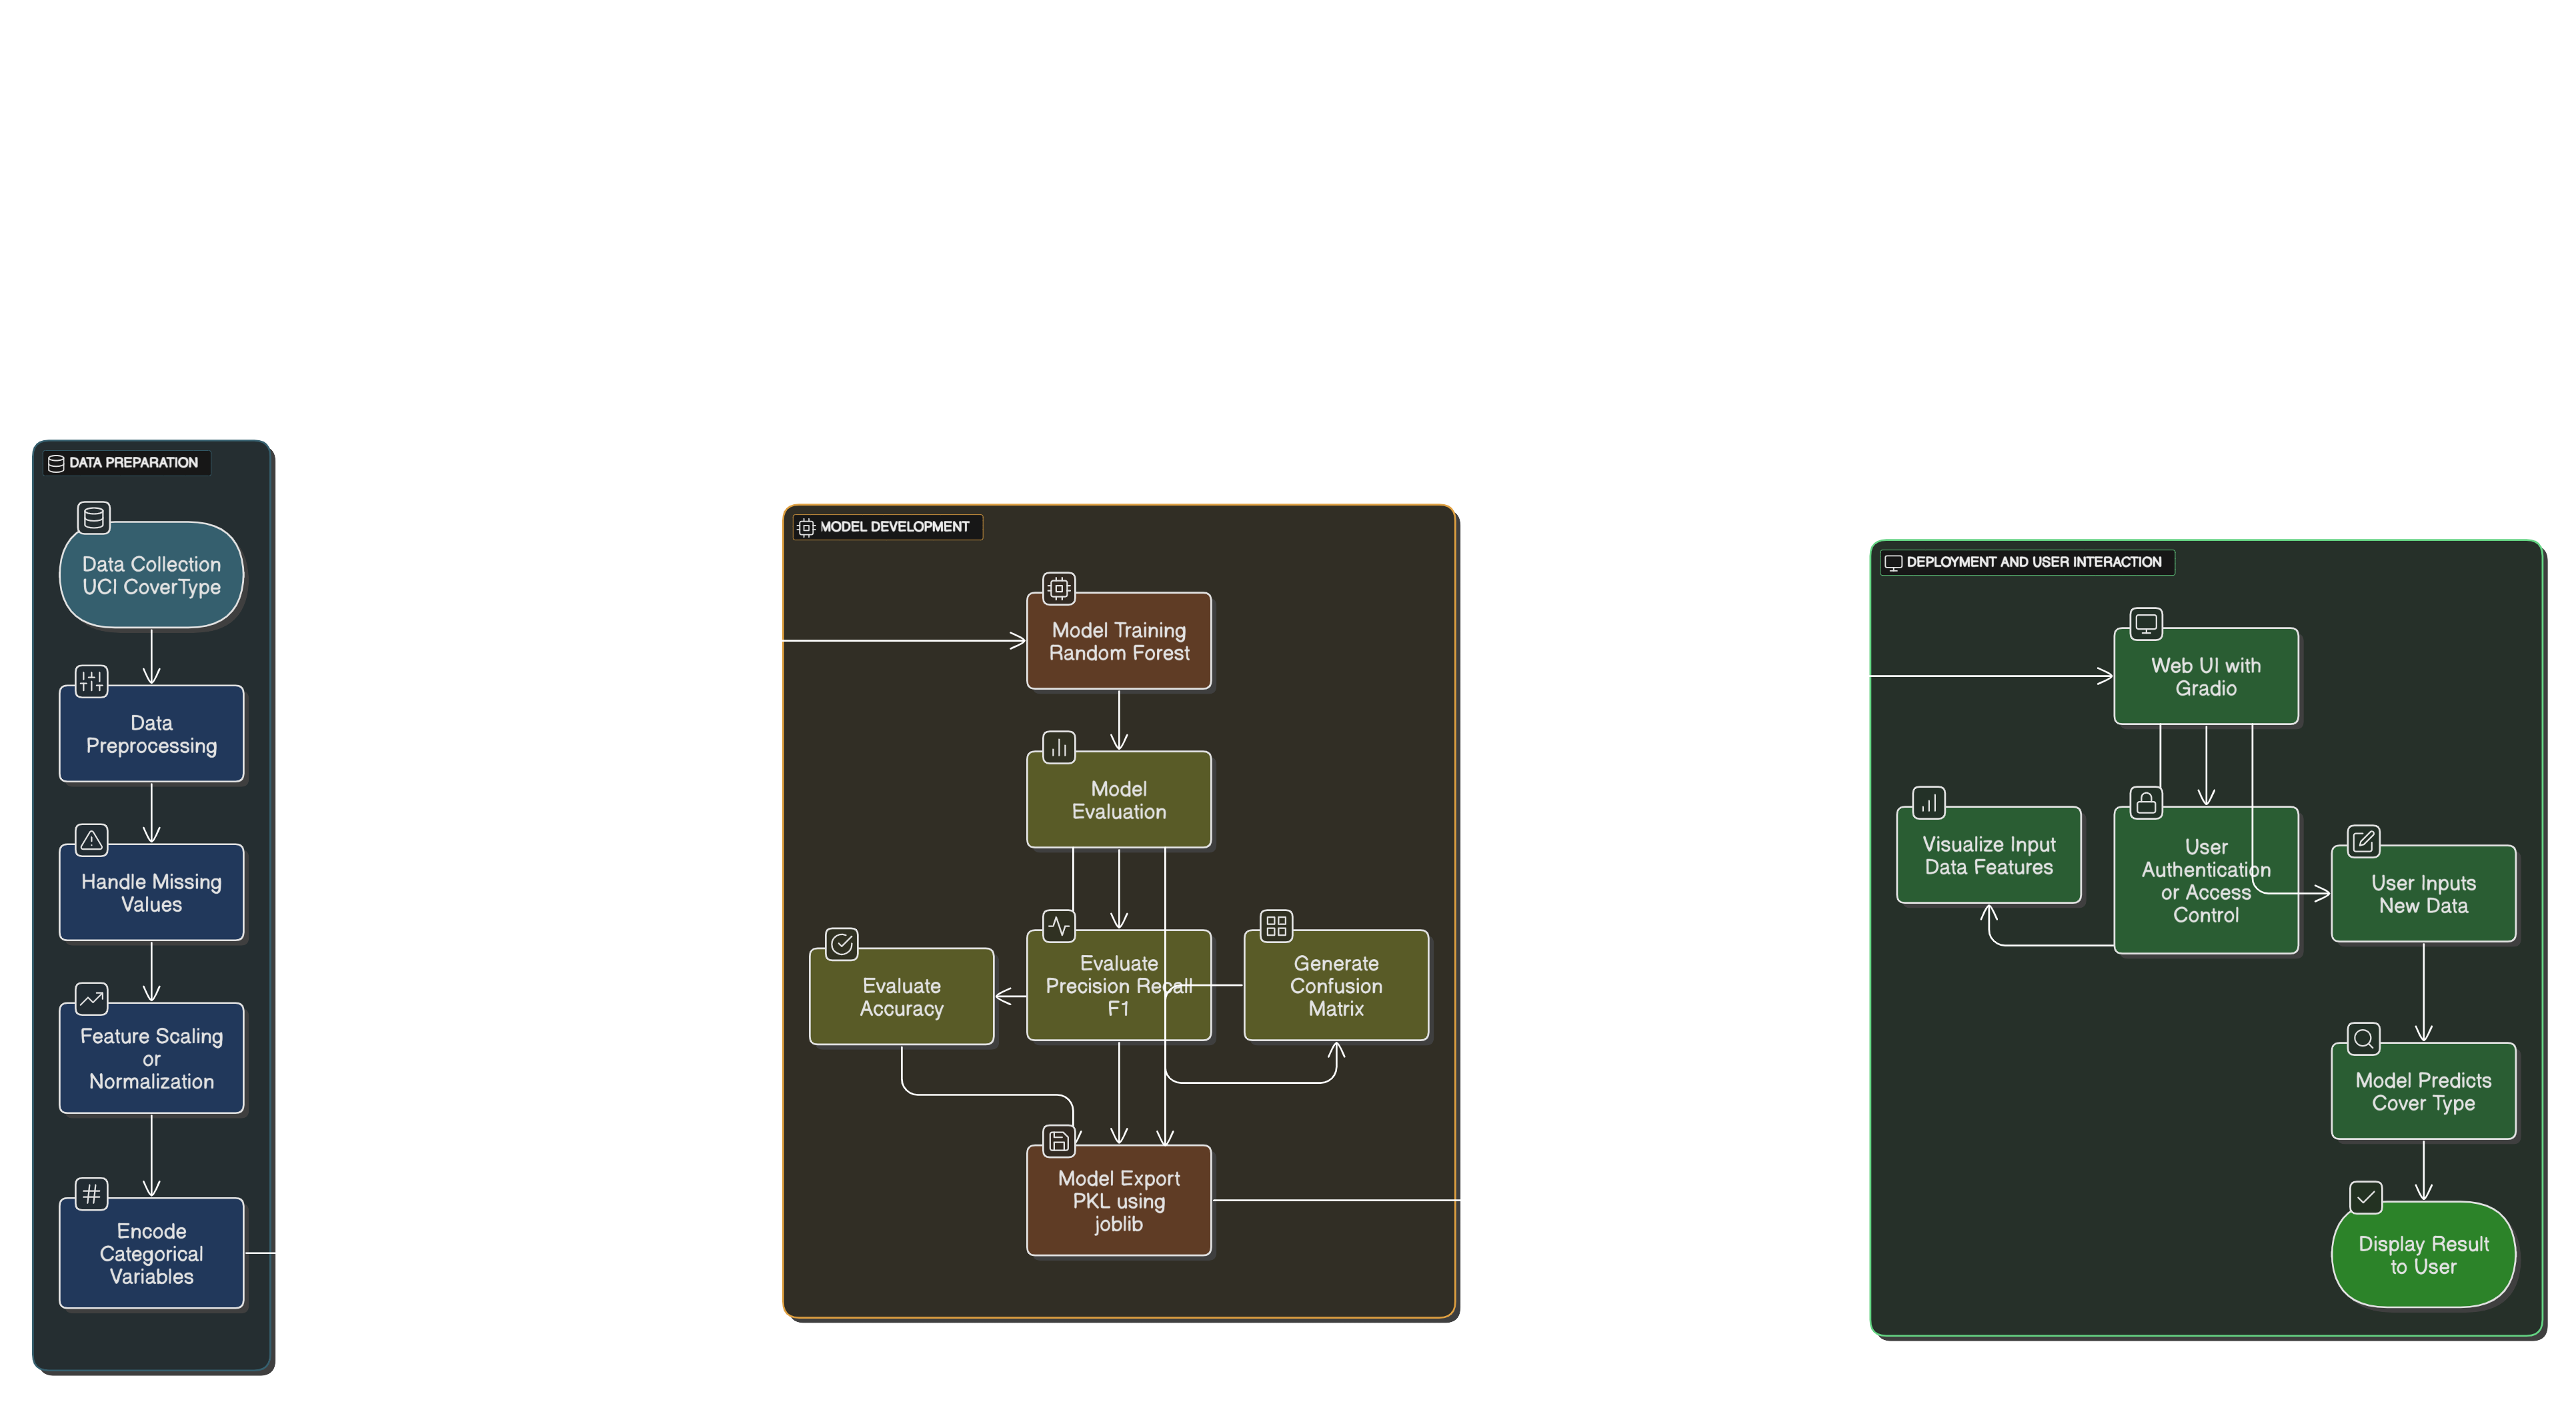 DATA PREPARATION
Data Collection
UCI CoverType
Data
Preprocessing
Handle Missing
Values
Feature Scaling
or
Normalization
Encode
Categorical
Variables
MODEL DEVELOPMENT
Model Training
Random Forest
Model
Evaluation
Evaluate
Accuracy
Evaluate
Precision Recall
F1
Generate
Confusion
Matrix
Model Export
PKL using
joblib
DEPLOYMENT AND USER INTERACTION
Web UI with
Gradio
Visualize Input
Data Features
User
Authentication
or Access
Control
User Inputs
New Data
Model Predicts
Cover Type
Display Result
to User